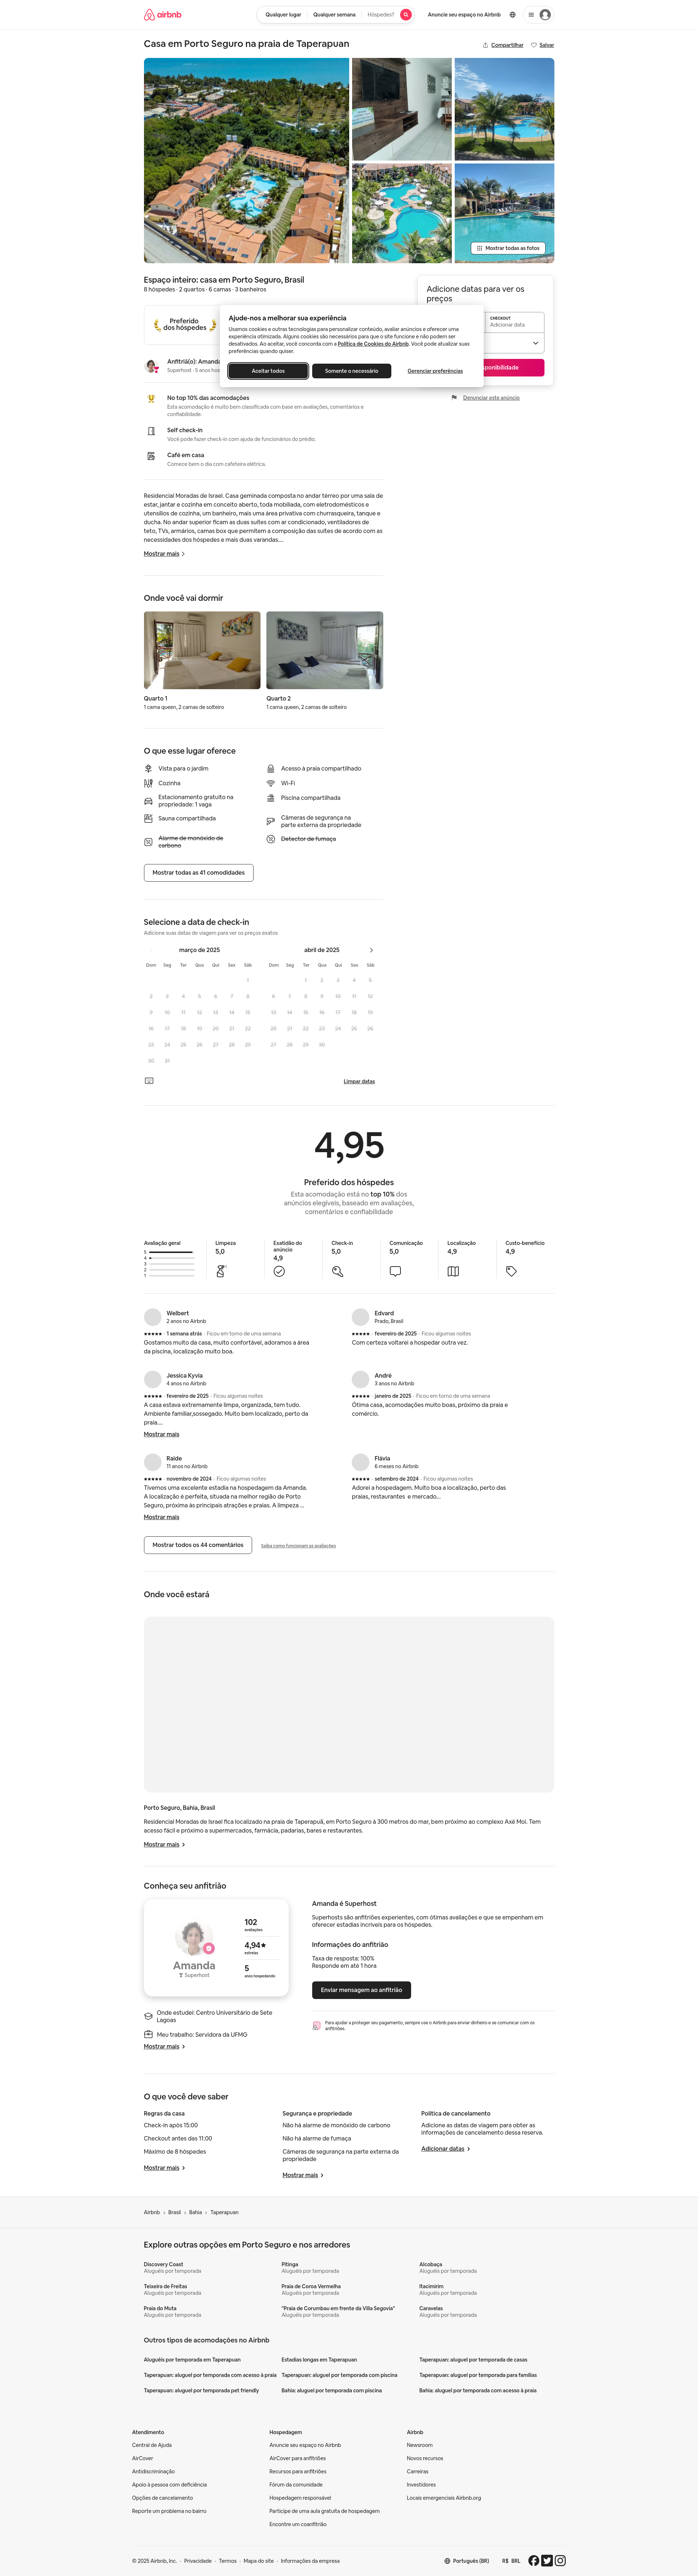 airbnb
Qualquer lugar
Qualquer semana
Hóspedes?
Anuncie seu espaço no Airbnb
Casa em Porto Seguro na praia de Taperapuan
Compartilhar
Salvar
Mostrar todas as fotos
Espaço inteiro: casa em Porto Seguro, Brasil
8 hóspedes · 2 quartos · 6 camas · 3 banheiros
Adicione datas para ver os
preços
CHECKOUT
Adicionar data
Preferido
dos hóspedes
Ajude-nos a melhorar sua experiência
Usamos cookies e outras tecnologias para personalizar conteúdo, avaliar anúncios e oferecer uma
experiência otimizada. Alguns cookies são necessários para que o site funcione e não podem ser
desativados. Ao aceitar, você concorda com a Política de Cookies do Airbnb. Você pode atualizar suas
preferências quando quiser.
Aceitar todos
Somente o necessário
Gerenciar preferências
Anfitriã(o): Amanda
Superhost · 5 anos hos
Denunciar este anúncio
No top 10% das acomodações
Esta acomodação é muito bem classificada com base em avaliações, comentários e
confiabilidade.
Self check-in
Você pode fazer check-in com ajuda de funcionários do prédio.
Café em casa
Comece bem o dia com cafeteira elétrica.
Residencial Moradas de Israel. Casa geminada composta no andar térreo por uma sala de
estar, jantar e cozinha em conceito aberto, toda mobiliada, com eletrodomésticos e
utensílios de cozinha, um banheiro, mais uma área privativa com churrasqueira, tanque e
ducha. No andar superior ficam as duas suítes com ar condicionado, ventiladores de
teto, TVs, armários, camas box que permitem a composição das suítes de acordo com as
necessidades dos hóspedes e mais duas varandas....
Mostrar mais
Onde você vai dormir
Quarto 1
1 cama queen, 2 camas de solteiro
Quarto 2
1 cama queen, 2 camas de solteiro
O que esse lugar oferece
Vista para o jardim
Acesso à praia compartilhado
Cozinha
Wi-Fi
Estacionamento gratuito na
propriedade: 1 vaga
Piscina compartilhada
Sauna compartilhada
Câmeras de segurança na
parte externa da propriedade
Alarme de monóxido de
carbono
Detector de fumaça
Mostrar todas as 41 comodidades
Selecione a data de check-in
Adicione suas datas de viagem para ver os preços exatos
março de 2025
abril de 2025
Dom Seg Ter Qua Qui Sex Sáb
Dom Seg Ter Qua Qui Sex Sáb
1
1 2 3 4 5
2 3 4 5 6 7 8
6 7 8 9 10 11 12
9 10 11 12 13 14 15
13 14 15 16 17 18 19
16 17 18 19 20 21 22
20 21 22 23 24 25 26
23 24 25 26 27 28 29
27 28 29 30
30 31
Limpar datas
4,95
Preferido dos hóspedes
Esta acomodação está no top 10% dos
anúncios elegíveis, baseado em avaliações,
comentários e confiabilidade
Avaliação geral
5
4
3
2
1
Limpeza
5,0
Exatidão do
anúncio
4,9
Check-in
5,0
Comunicação
5,0
Localização
4,9
Custo-benefício
4,9
Welbert
2 anos no Airbnb
· 1 semana atrás · Ficou em torno de uma semana
Gostamos muito da casa, muito confortável, adoramos a área
da piscina, localização muito boa.
Edvard
Prado, Brasil
· fevereiro de 2025 · Ficou algumas noites
Com certeza voltarei a hospedar outra vez.
Jessica Kyvia
4 anos no Airbnb
· fevereiro de 2025 · Ficou algumas noites
A casa estava extremamente limpa, organizada, tem tudo.
Ambiente familiar,sossegado. Muito bem localizado, perto da
praia....
Mostrar mais
André
3 anos no Airbnb
· janeiro de 2025 · Ficou em torno de uma semana
Ótima casa, acomodações muito boas, próximo da praia e
comércio.
Raide
11 anos no Airbnb
· novembro de 2024 · Ficou algumas noites
Tivemos uma excelente estadia na hospedagem da Amanda.
A localização é perfeita, situada na melhor região de Porto
Seguro, próxima às principais atrações e praias. A limpeza ...
Mostrar mais
Flávia
6 meses no Airbnb
· setembro de 2024 · Ficou algumas noites
Adorei a hospedagem. Muito boa a localização, perto das
praias, restaurantes e mercado...
Mostrar todos os 44 comentários
Saiba como funcionam as avaliações
Onde você estará
Porto Seguro, Bahia, Brasil
Residencial Moradas de Israel fica localizado na praia de Taperapuã, em Porto Seguro à 300 metros do mar, bem próximo ao complexo Axé Moi. Tem
acesso fácil e próximo a supermercados, farmácia, padarias, bares e restaurantes.
Mostrar mais
Conheça seu anfitrião
Amanda
Superhost
102
avaliações
4,94
estrelas
5
anos hospedando
Onde estudei: Centro Universitário de Sete
Lagoas
Meu trabalho: Servidora da UFMG
Mostrar mais
Amanda é Superhost
Superhosts são anfitriões experientes, com ótimas avaliações e que se empenham em
oferecer estadias incríveis para os hóspedes.
Informações do anfitrião
Taxa de resposta: 100%
Responde em até 1 hora
Enviar mensagem ao anfitrião
Para ajudar a proteger seu pagamento, sempre use o Airbnb para enviar dinheiro e se comunicar com os
anfitriões.
O que você deve saber
Regras da casa
Check-in após 15:00
Checkout antes das 11:00
Máximo de 8 hóspedes
Mostrar mais
Segurança e propriedade
Não há alarme de monóxido de carbono
Não há alarme de fumaça
Câmeras de segurança na parte externa da
propriedade
Mostrar mais
Política de cancelamento
Adicione as datas de viagem para obter as
informações de cancelamento dessa reserva.
Adicionar datas
Airbnb
Brasil
Bahia
Taperapuan
Explore outras opções em Porto Seguro e nos arredores
Discovery Coast
Aluguéis por temporada
Pitinga
Aluguéis por temporada
Alcobaça
Aluguéis por temporada
Teixeira de Freitas
Aluguéis por temporada
Praia de Coroa Vermelha
Aluguéis por temporada
Itacimirim
Aluguéis por temporada
Praia do Muta
Aluguéis por temporada
"Praia de Corumbau em frente da Villa Segovia"
Aluguéis por temporada
Caravelas
Aluguéis por temporada
Outros tipos de acomodações no Airbnb
Aluguéis por temporada em Taperapuan
Estadias longas em Taperapuan
Taperapuan: aluguel por temporada de casas
Taperapuan: aluguel por temporada com acesso à praia
Taperapuan: aluguel por temporada com piscina
Taperapuan: aluguel por temporada para famílias
Taperapuan: aluguel por temporada pet friendly
Bahia: aluguel por temporada com piscina
Bahia: aluguel por temporada com acesso à praia
Atendimento
Central de Ajuda
AirCover
Antidiscriminação
Apoio à pessoa com deficiência
Opções de cancelamento
Reporte um problema no bairro
Hospedagem
Anuncie seu espaço no Airbnb
AirCover para anfitriões
Recursos para anfitriões
Fórum da comunidade
Hospedagem responsável
Participe de uma aula gratuita de hospedagem
Encontre um coanfitrião
Airbnb
Newsroom
Novos recursos
Carreiras
Investidores
Locais emergenciais Airbnb.org
© 2025 Airbnb, Inc. · Privacidade · Termos · Mapa do site · Informações da empresa
Português (BR)
R$ BRL